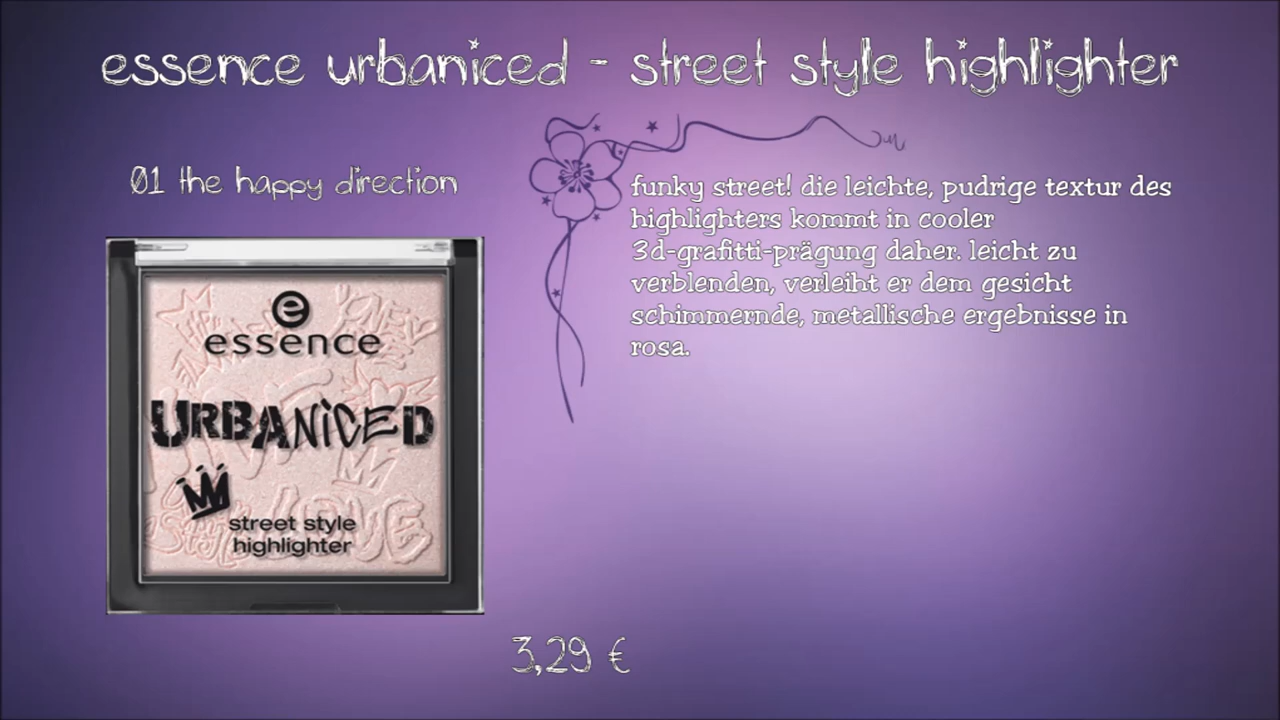 essence urbaniced - street style highlighter
01 the happy direction
funky street! die leichte, pudrige textur des
highlighters kommt in cooler
3d-grafitti-prägung daher. leicht zu
verblenden, verleiht er dem gesicht
schimmernde, metallische ergebnisse in
rosa.
e
essence
URBANiCED
street style
highlighter
3,29 €